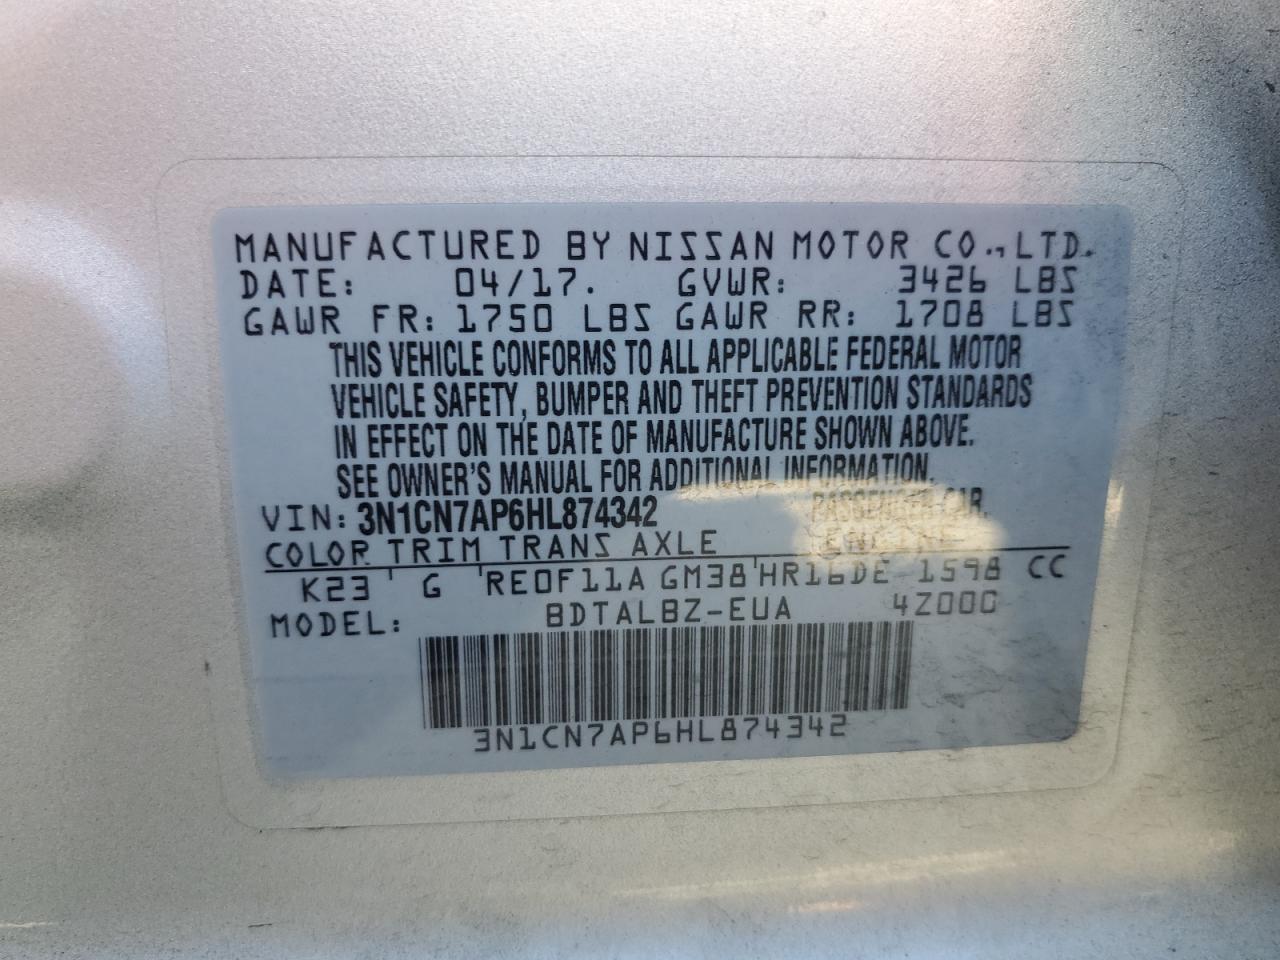 MANUFACTURED BY NISSAN MOTOR CO., LTD.
DATE: 04/17. GVWR: 3426 LBS
GAWR FR: 1750 LBS GAWR RR: 1708 LBS
THIS VEHICLE CONFORMS TO ALL APPLICABLE FEDERAL MOTOR
VEHICLE SAFETY, BUMPER AND THEFT PREVENTION STANDARDS
IN EFFECT ON THE DATE OF MANUFACTURE SHOWN ABOVE.
SEE OWNER'S MANUAL FOR ADDITIONAL INFORMATION.
VIN: 3N1CN7AP6HL874342 PASSENGER CAR.
COLOR TRIM TRANS AXLE ENGINE
K23 G RE0F11A GM38 HR16DE 1598 CC
MODEL: BDTALBZ-EUA 4Z00C
3N1CN7AP6HL874342